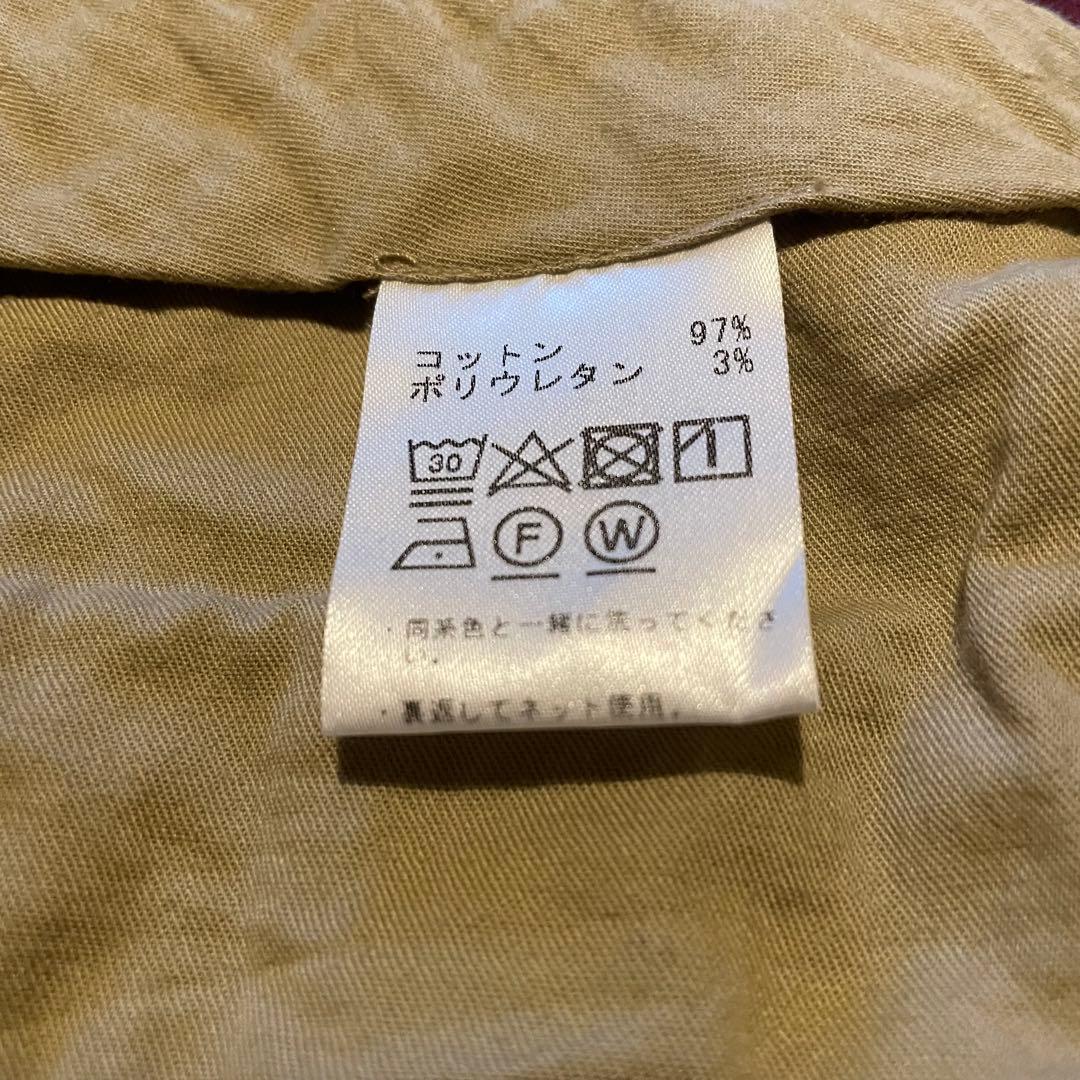 コットン 97%
ポリウレタン 3%
30
F W
・同系色と一緒に洗ってくださ
い。
・裏返してネット使用。